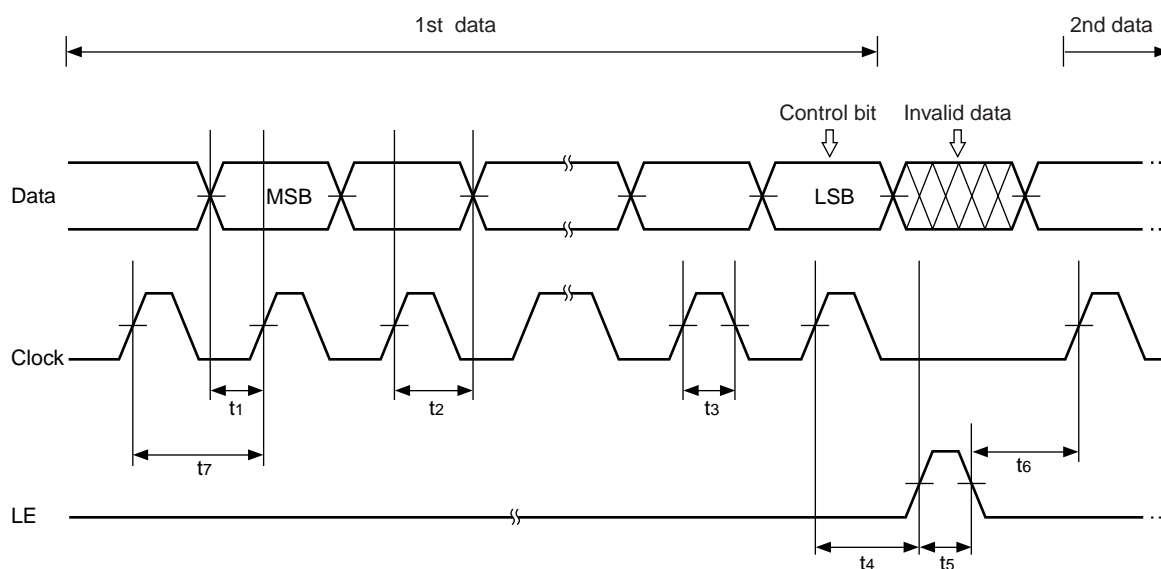 1st data
2nd data
Control bit
Invalid data
Data
MSB
LSB
Clock
t1
t2
t3
t7
t6
LE
t4
t5